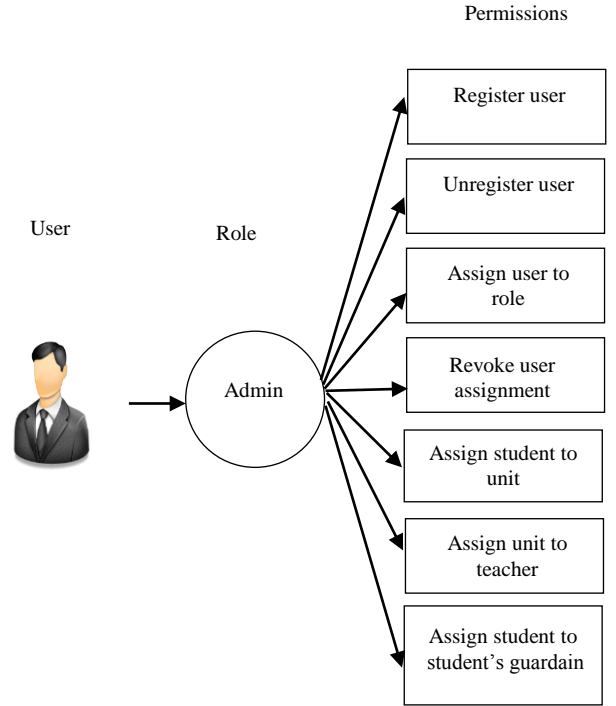 Permissions
Register user
Unregister user
User
Role
Assign user to
role
Revoke user
assignment
Admin
Assign student to
unit
Assign unit to
teacher
Assign student to
student’s guardain